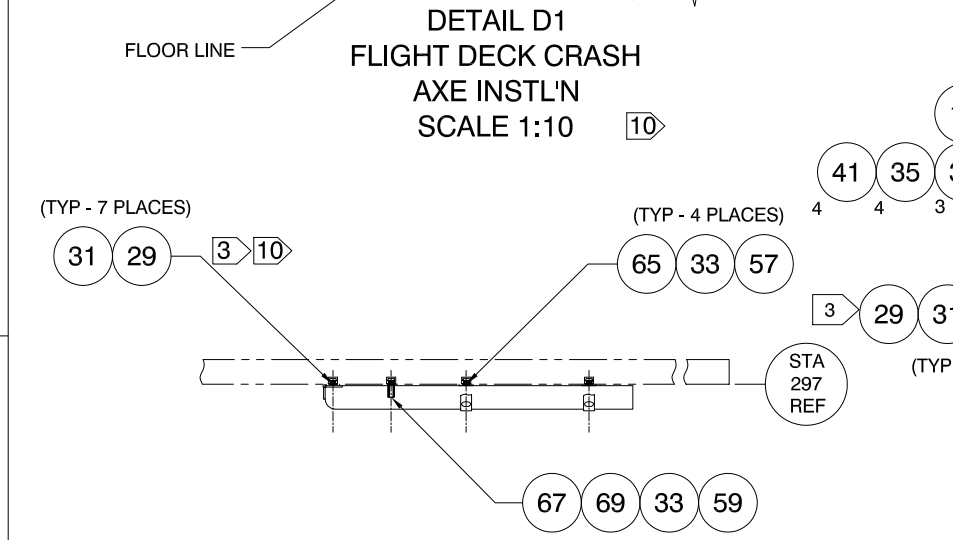 FLOOR LINE
DETAIL D1
FLIGHT DECK CRASH
AXE INSTL'N
SCALE 1:10
10
41 35
4 4 3
(TYP - 7 PLACES)
31 29
3 10
(TYP - 4 PLACES)
65 33 57
3 29
(TYP
STA
297
REF
67 69 33 59